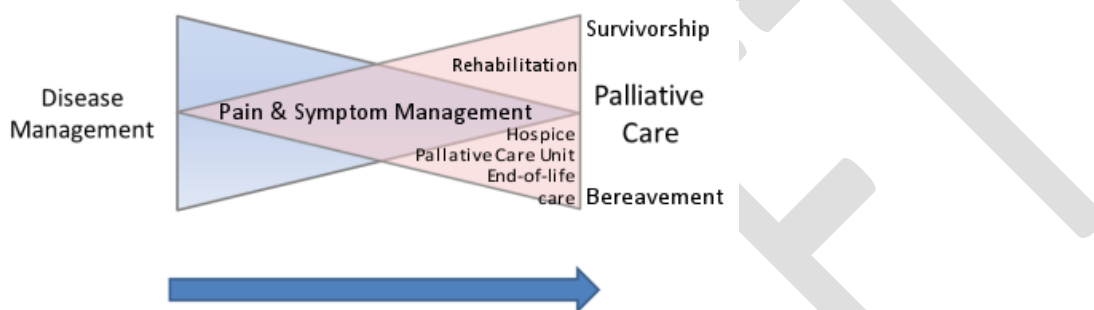 Disease
Management
Pain & Symptom Management
Rehabilitation
Hospice
Pallative Care Unit
End-of-life
care
Survivorship
Palliative
Care
Bereavement